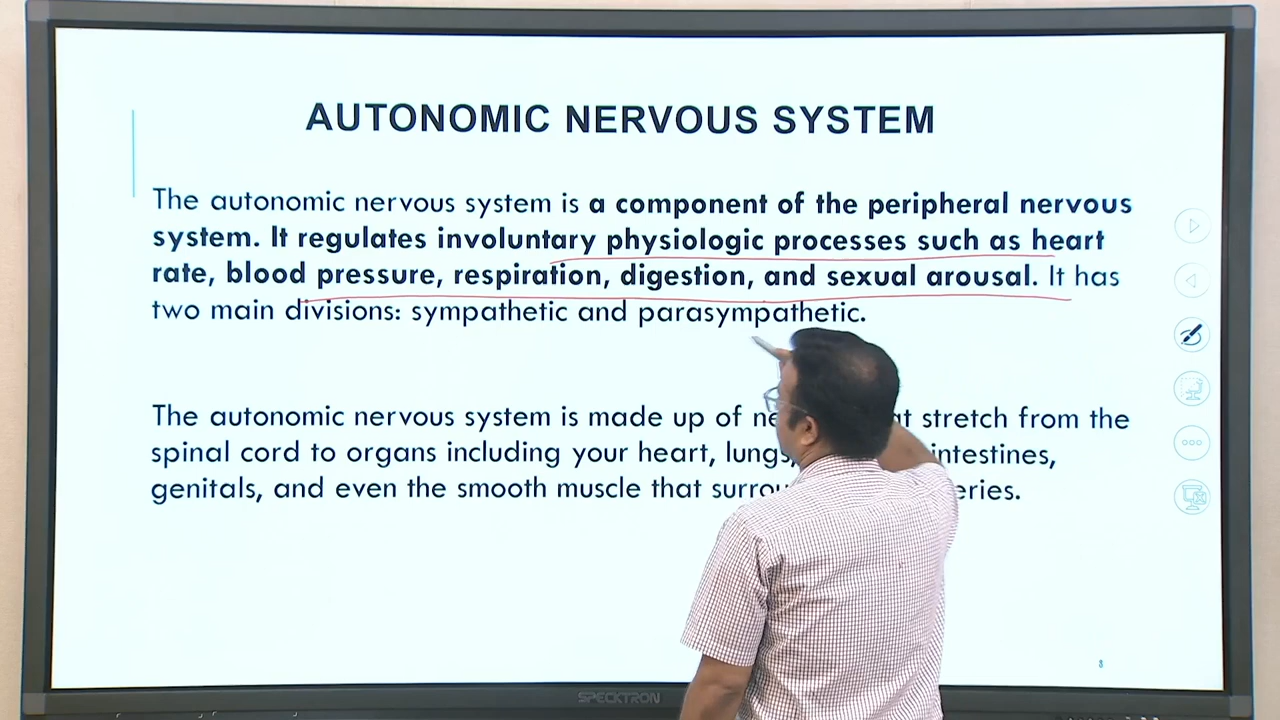 AUTONOMIC NERVOUS SYSTEM
The autonomic nervous system is a component of the peripheral nervous
system. It regulates involuntary physiologic processes such as heart
rate, blood pressure, respiration, digestion, and sexual arousal. It has
two main divisions: sympathetic and parasympathetic.
The autonomic nervous system is made up of stretch from the
spinal cord to organs including your heart, lungs, intestines,
genitals, and even the smooth muscle that
8
SPECKTRON